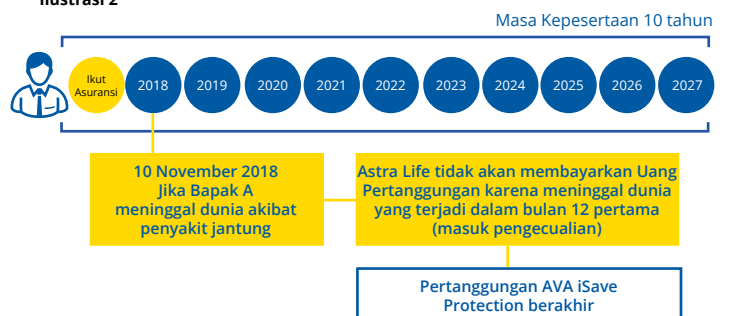 Ilustrasi 2
Masa Kepesertaan 10 tahun
Ikut
Asuransi
2018
2019
2020
2021
2022
2023
2024
2025
2026
2027
10 November 2018
Jika Bapak A
meninggal dunia akibat
penyakit jantung
Astra Life tidak akan membayarkan Uang
Pertanggungan karena meninggal dunia
yang terjadi dalam bulan 12 pertama
(masuk pengecualian)
Pertanggungan AVA iSave
Protection berakhir